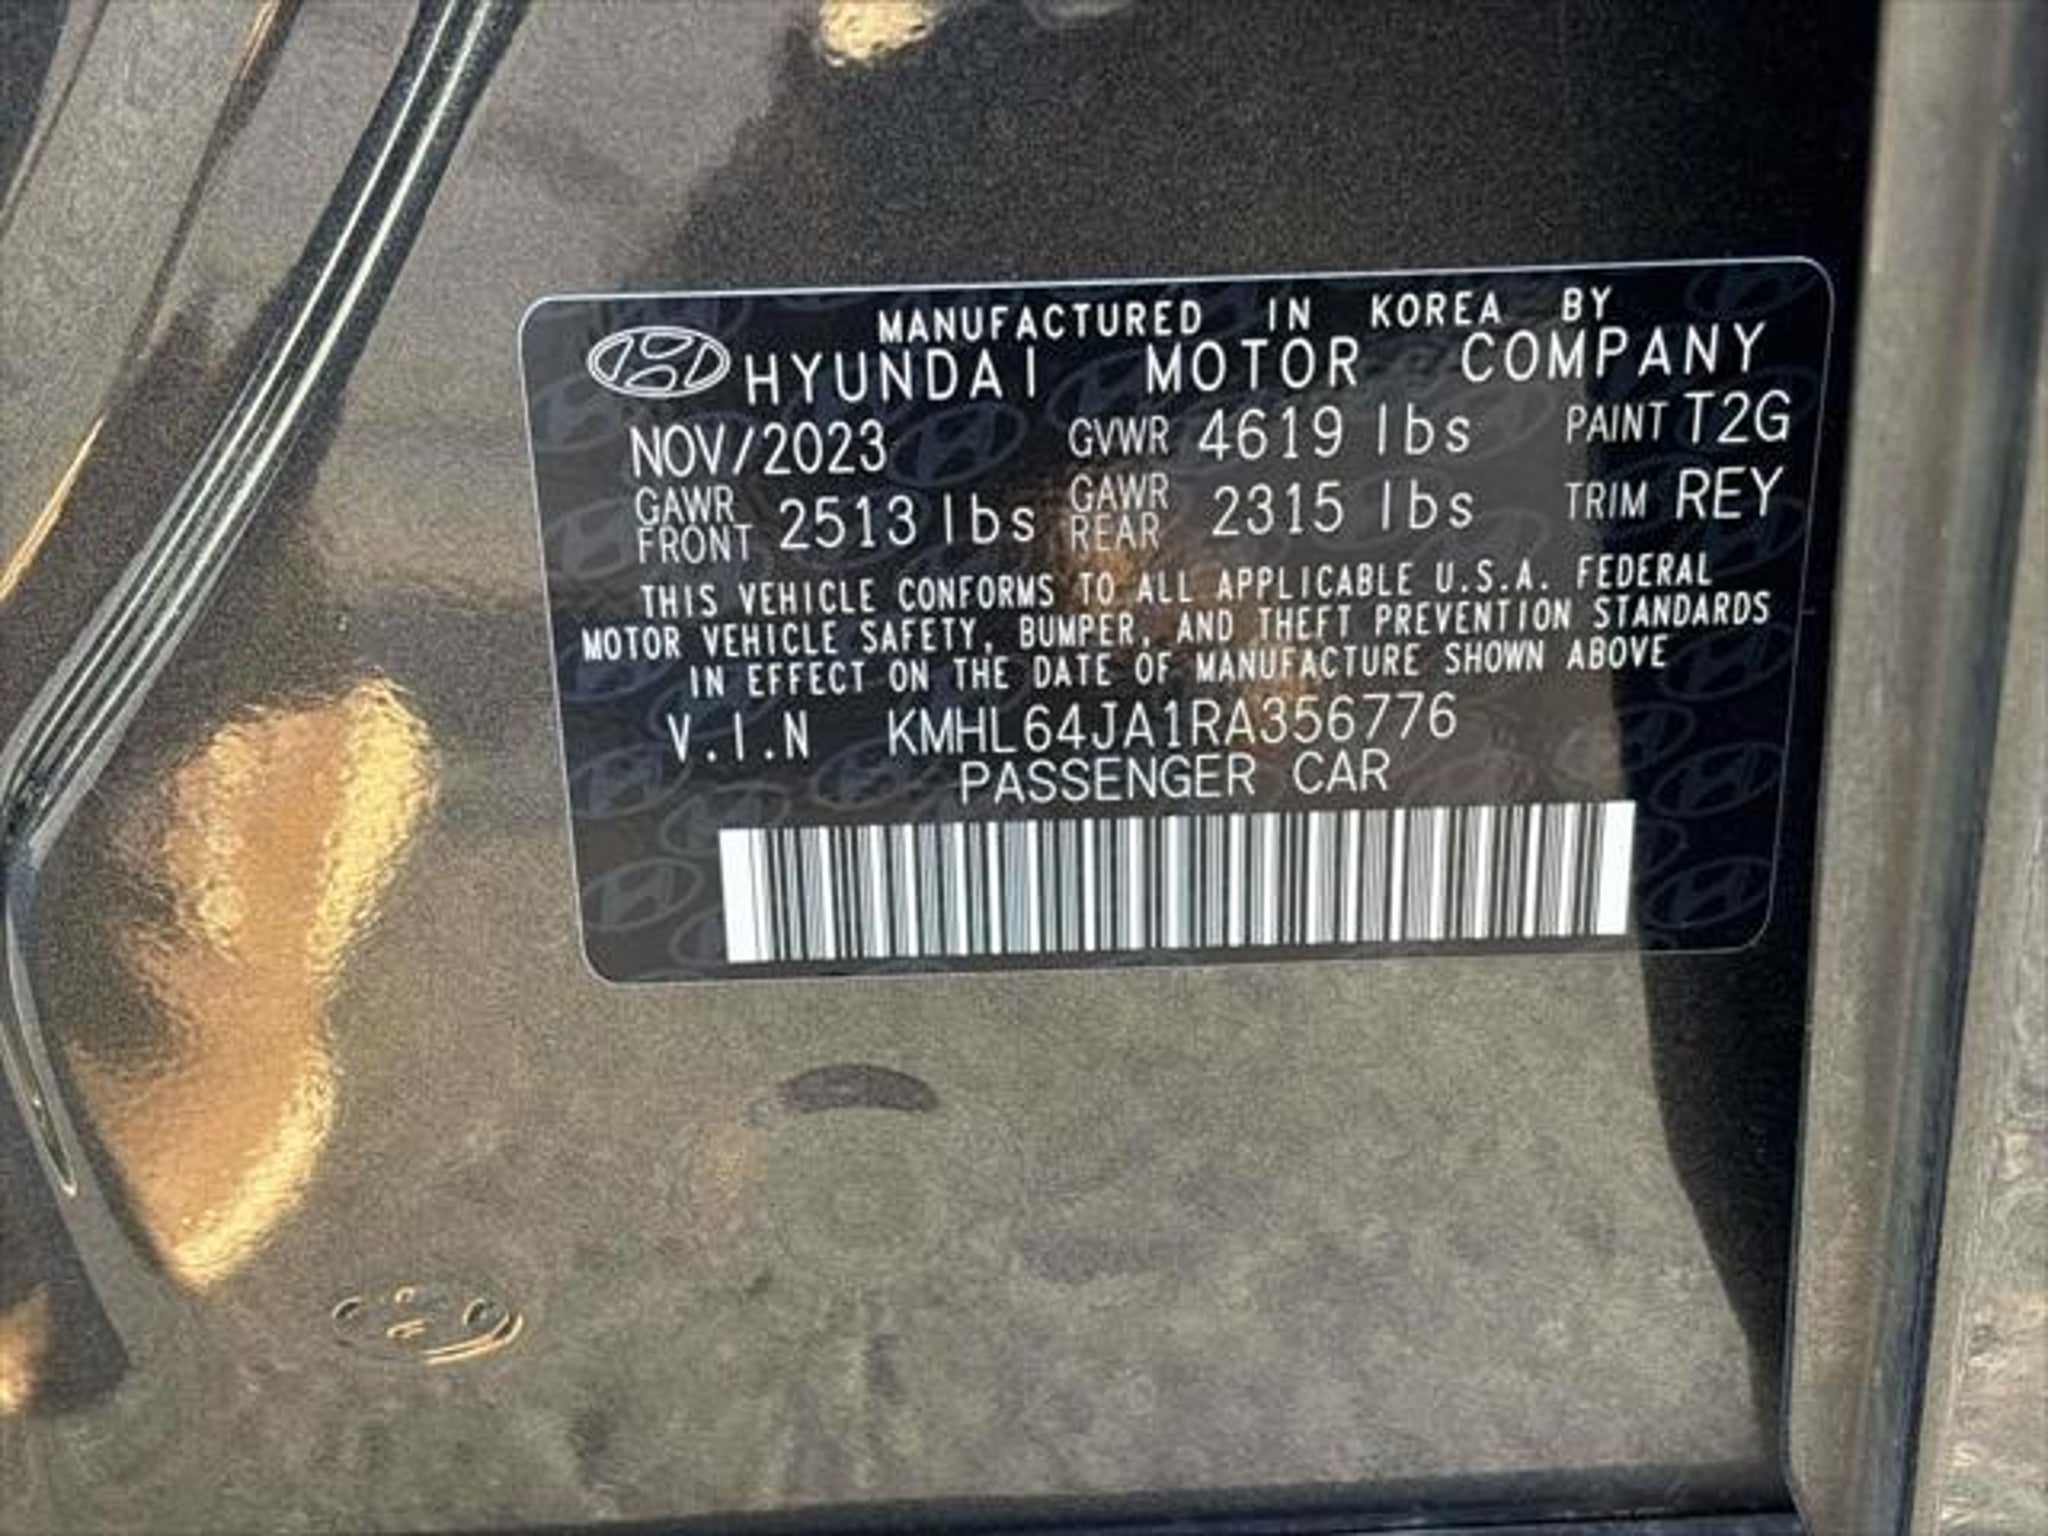 MANUFACTURED IN KOREA BY
HYUNDAI MOTOR COMPANY
NOV/2023 GVWR 4619 lbs PAINT T2G
GAWR FRONT 2513 lbs GAWR REAR 2315 lbs TRIM REY
THIS VEHICLE CONFORMS TO ALL APPLICABLE U.S.A. FEDERAL
MOTOR VEHICLE SAFETY, BUMPER, AND THEFT PREVENTION STANDARDS
IN EFFECT ON THE DATE OF MANUFACTURE SHOWN ABOVE
V.I.N KMHL64JA1RA356776
PASSENGER CAR